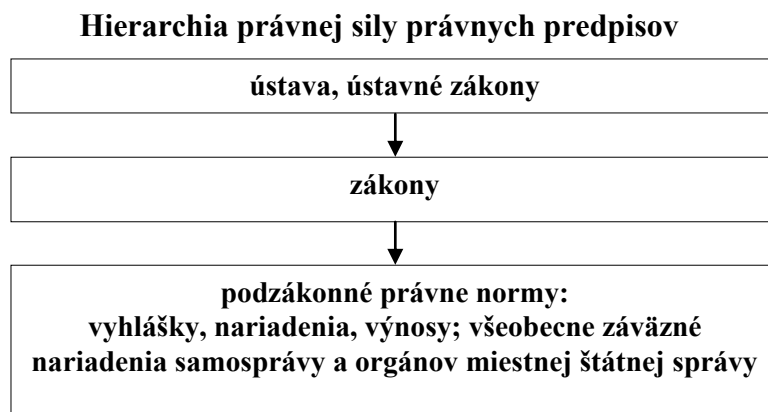 Hierarchia právnej sily právnych predpisov
ústava, ústavné zákony
zákony
podzákonné právne normy:
vyhlášky, nariadenia, výnosy; všeobecne záväzné
nariadenia samosprávy a orgánov miestnej štátnej správy